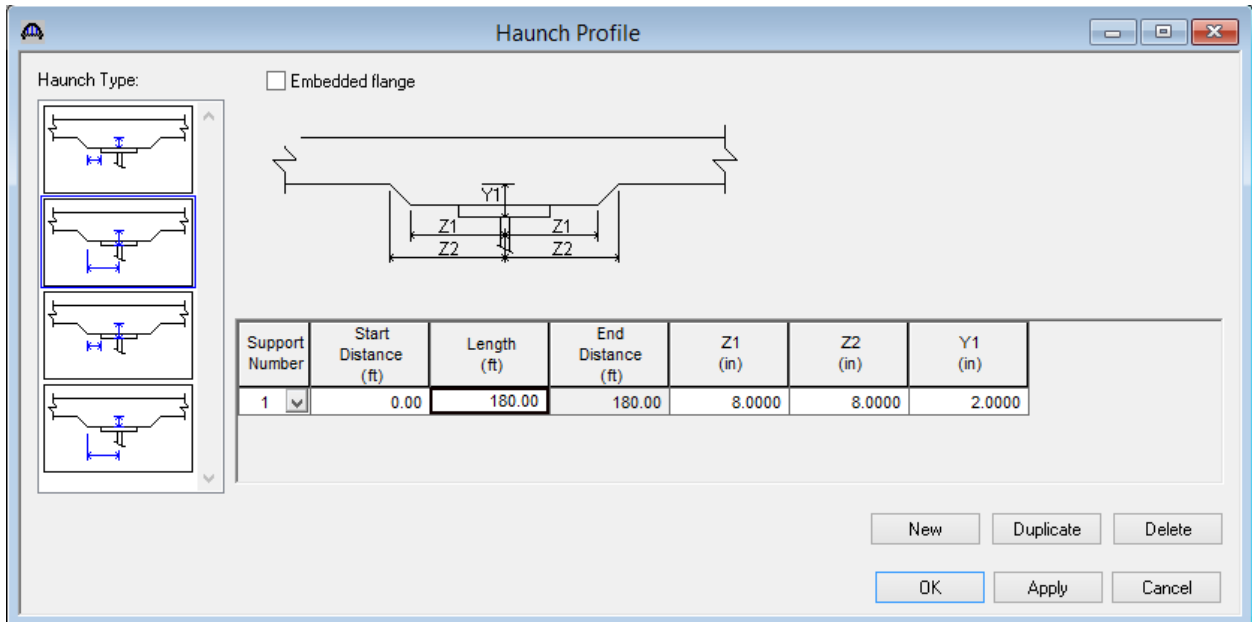 Haunch Profile
Haunch Type:
Embedded flange
Y1
Z1 Z1
Z2 Z2
Support Number Start Distance (ft) Length (ft) End Distance (ft) Z1 (in) Z2 (in) Y1 (in)
1 0.00 180.00 180.00 8.0000 8.0000 2.0000
New Duplicate Delete
OK Apply Cancel